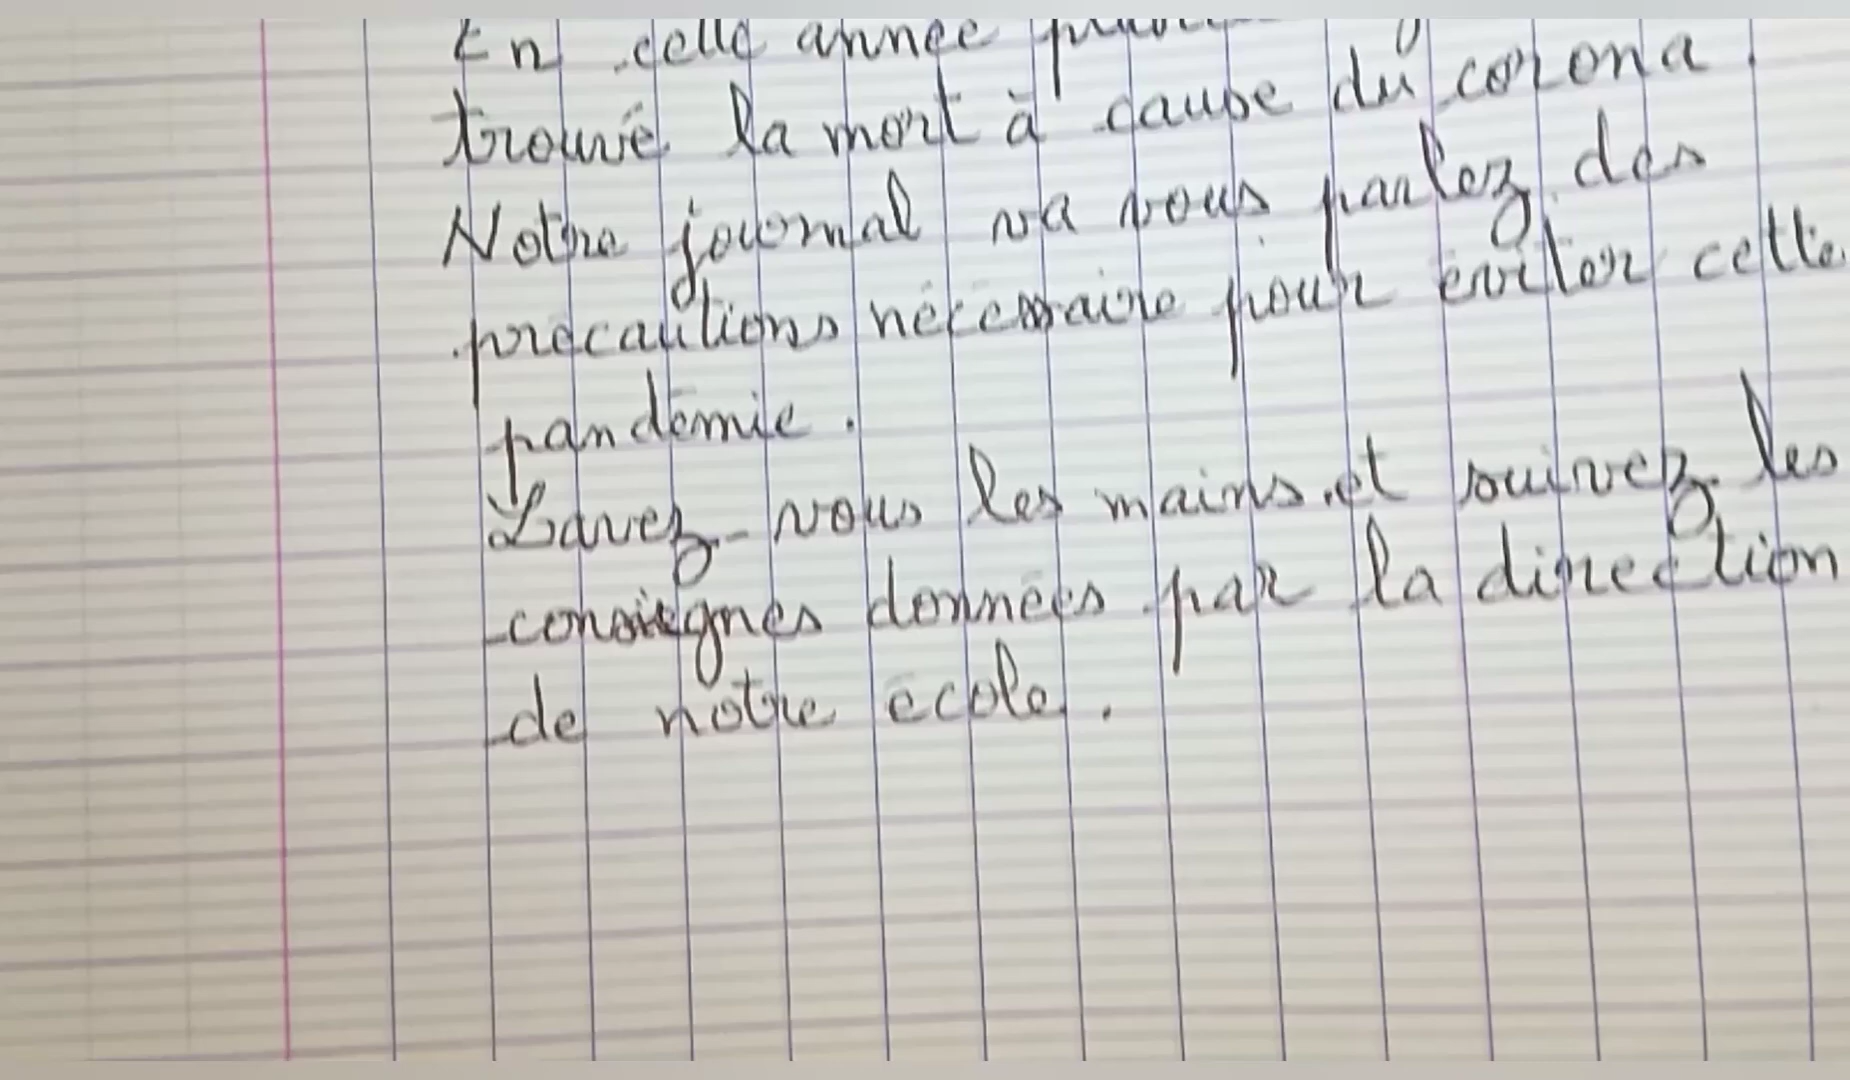 En cette année
trouvé la mort à cause du corona.
Notre journal va vous parlez des
précautions nécessaire pour éviter cette
pandémie.
Lavez-vous les mains et suivez les
consignes données par la direction
de notre école.